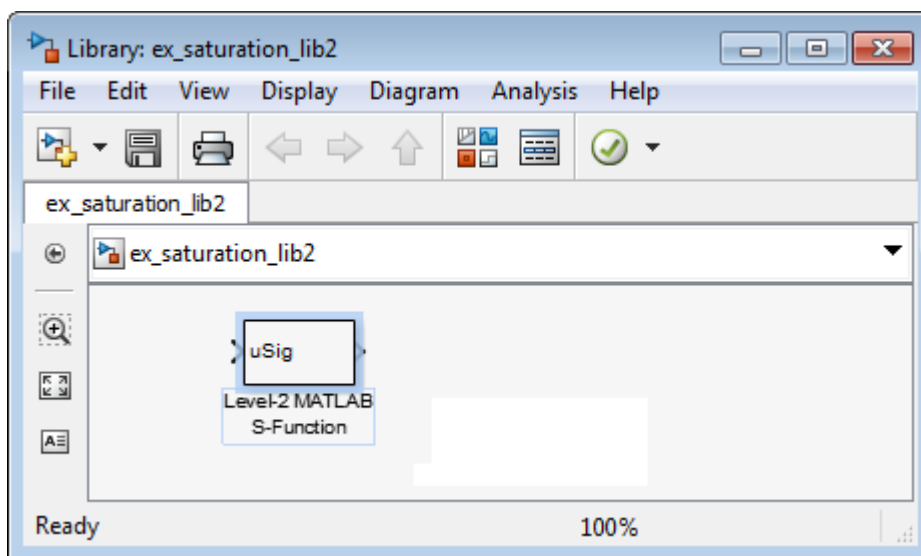 Library: ex_saturation_lib2
File Edit View Display Diagram Analysis Help
ex_saturation_lib2
ex_saturation_lib2
uSig
Level-2 MATLAB
S-Function
Ready 100%